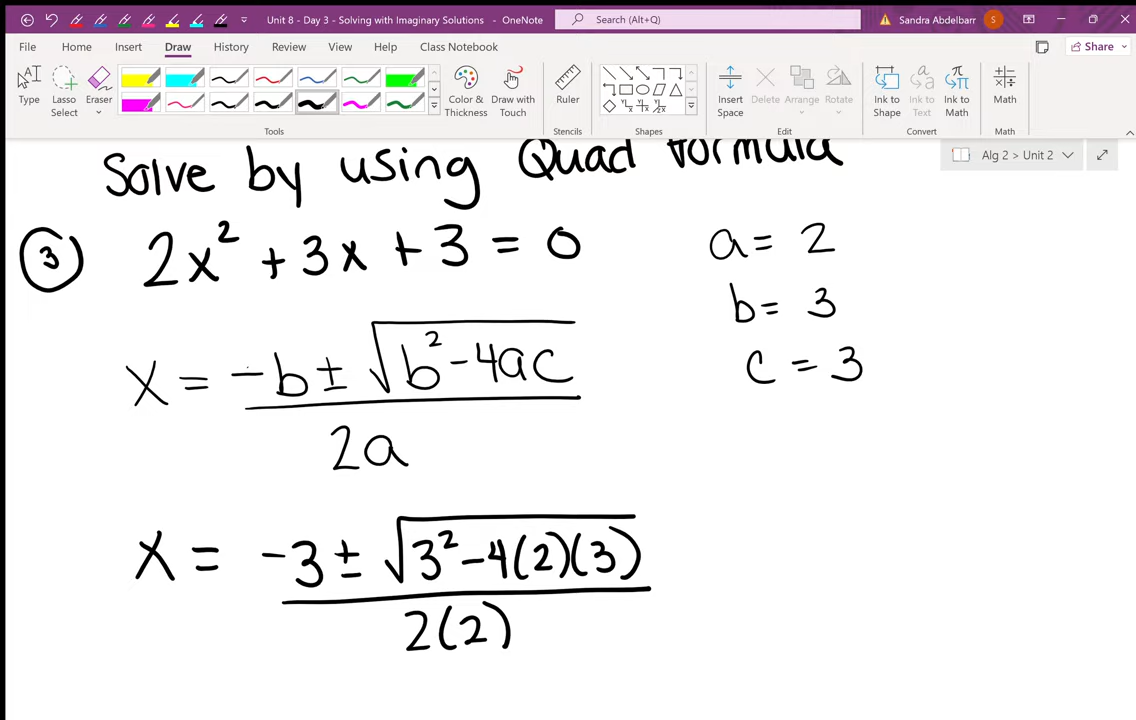 Unit 8 - Day 3 - Solving with Imaginary Solutions - OneNote
Search (Alt+Q)
Sandra Abdelbarr
S
File Home Insert Draw History Review View Help Class Notebook
Share
Type
Lasso Select
Eraser
Color & Thickness
Draw with Touch
Ruler
Insert Space
Delete
Arrange
Rotate
Ink to Shape
Ink to Text
Ink to Math
Math
Tools
Stencils
Shapes
Edit
Convert
Math
Alg 2 > Unit 2
Solve by using Quad formula
③ 2x² + 3x + 3 = 0
a = 2
b = 3
c = 3
x = (-b ± √(b² - 4ac)) / 2a
x = (-3 ± √(3² - 4(2)(3))) / 2(2)